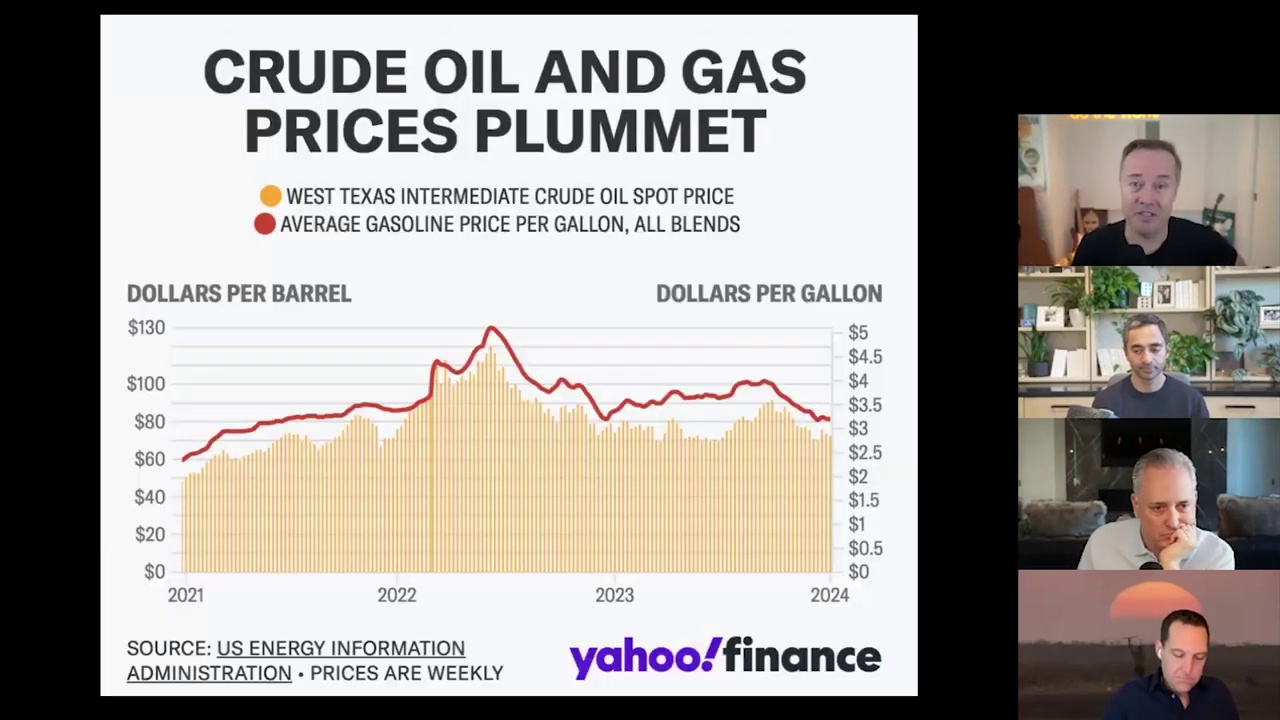 CRUDE OIL AND GAS
PRICES PLUMMET
WEST TEXAS INTERMEDIATE CRUDE OIL SPOT PRICE
AVERAGE GASOLINE PRICE PER GALLON, ALL BLENDS
DOLLARS PER BARREL
DOLLARS PER GALLON
$130
$100
$80
$60
$40
$20
$0
$5
$4.5
$4
$3.5
$3
$2.5
$2
$1.5
$1
$0.5
$0
2021
2022
2023
2024
SOURCE: US ENERGY INFORMATION
ADMINISTRATION • PRICES ARE WEEKLY
yahoo!finance